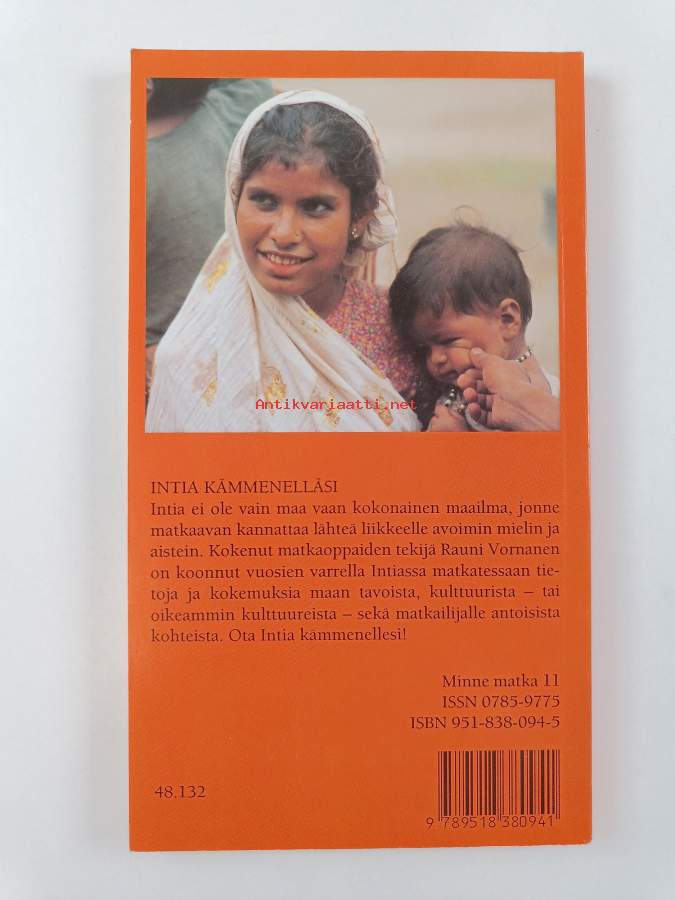 Antikvariaatti.net
INTIA KÄMMENELLÄSI
Intia ei ole vain maa vaan kokonainen maailma, jonne
matkaavan kannattaa lähteä liikkeelle avoimin mielin ja
aistein. Kokenut matkaoppaiden tekijä Rauni Vornanen
on koonnut vuosien varrella Intiassa matkatessaan tie-
toja ja kokemuksia maan tavoista, kulttuurista – tai
oikeammin kulttuureista – sekä matkailijalle antoisista
kohteista. Ota Intia kämmenellesi!
Minne matka 11
ISSN 0785-9775
ISBN 951-838-094-5
48.132
9 789518 380941